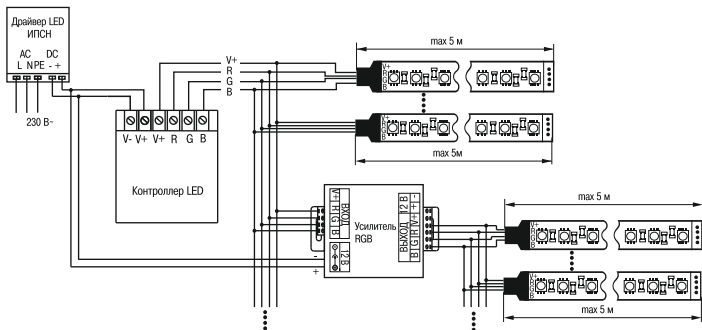 Драйвер LED
ИПСН
AC DC
L N PE - +
230 В~
V- V+ V+ R G B
Контроллер LED
V+
R
G
B
max 5 м
V+
R
G
B
max 5м
V+
R
G
B
V+ R G B
ВХОД
12 В
- +
Усилитель
RGB
ВЫХОД 12 В
B G R V+ + -
max 5 м
V+
R
G
B
max 5 м
V+
R
G
B